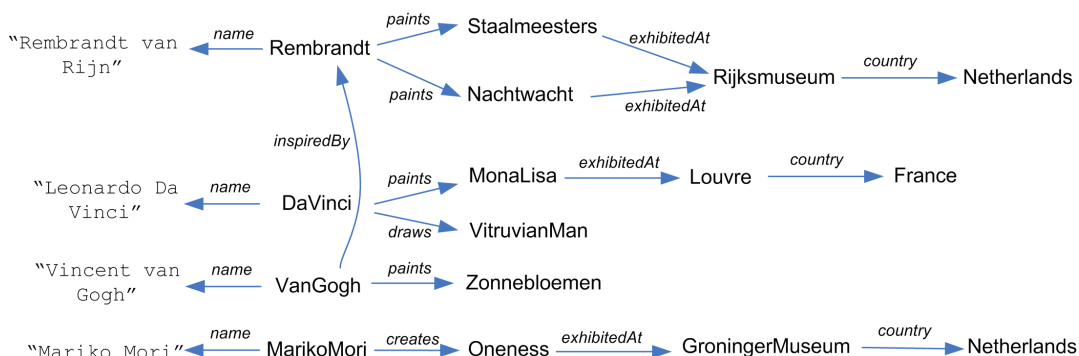 paints
Staalmeesters
name
exhibitedAt
“Rembrandt van
Rijn”
Rembrandt
country
Rijksmuseum
Netherlands
paints
Nachtwacht
exhibitedAt
inspiredBy
exhibitedAt
country
paints
MonaLisa
Louvre
France
“Leonardo Da
Vinci”
name
DaVinci
draws
VitruvianMan
“Vincent van
Gogh”
name
VanGogh
paints
Zonnebloemen
“Mariko Mori”
name
MarikoMori
creates
Oneness
exhibitedAt
GroningerMuseum
country
Netherlands